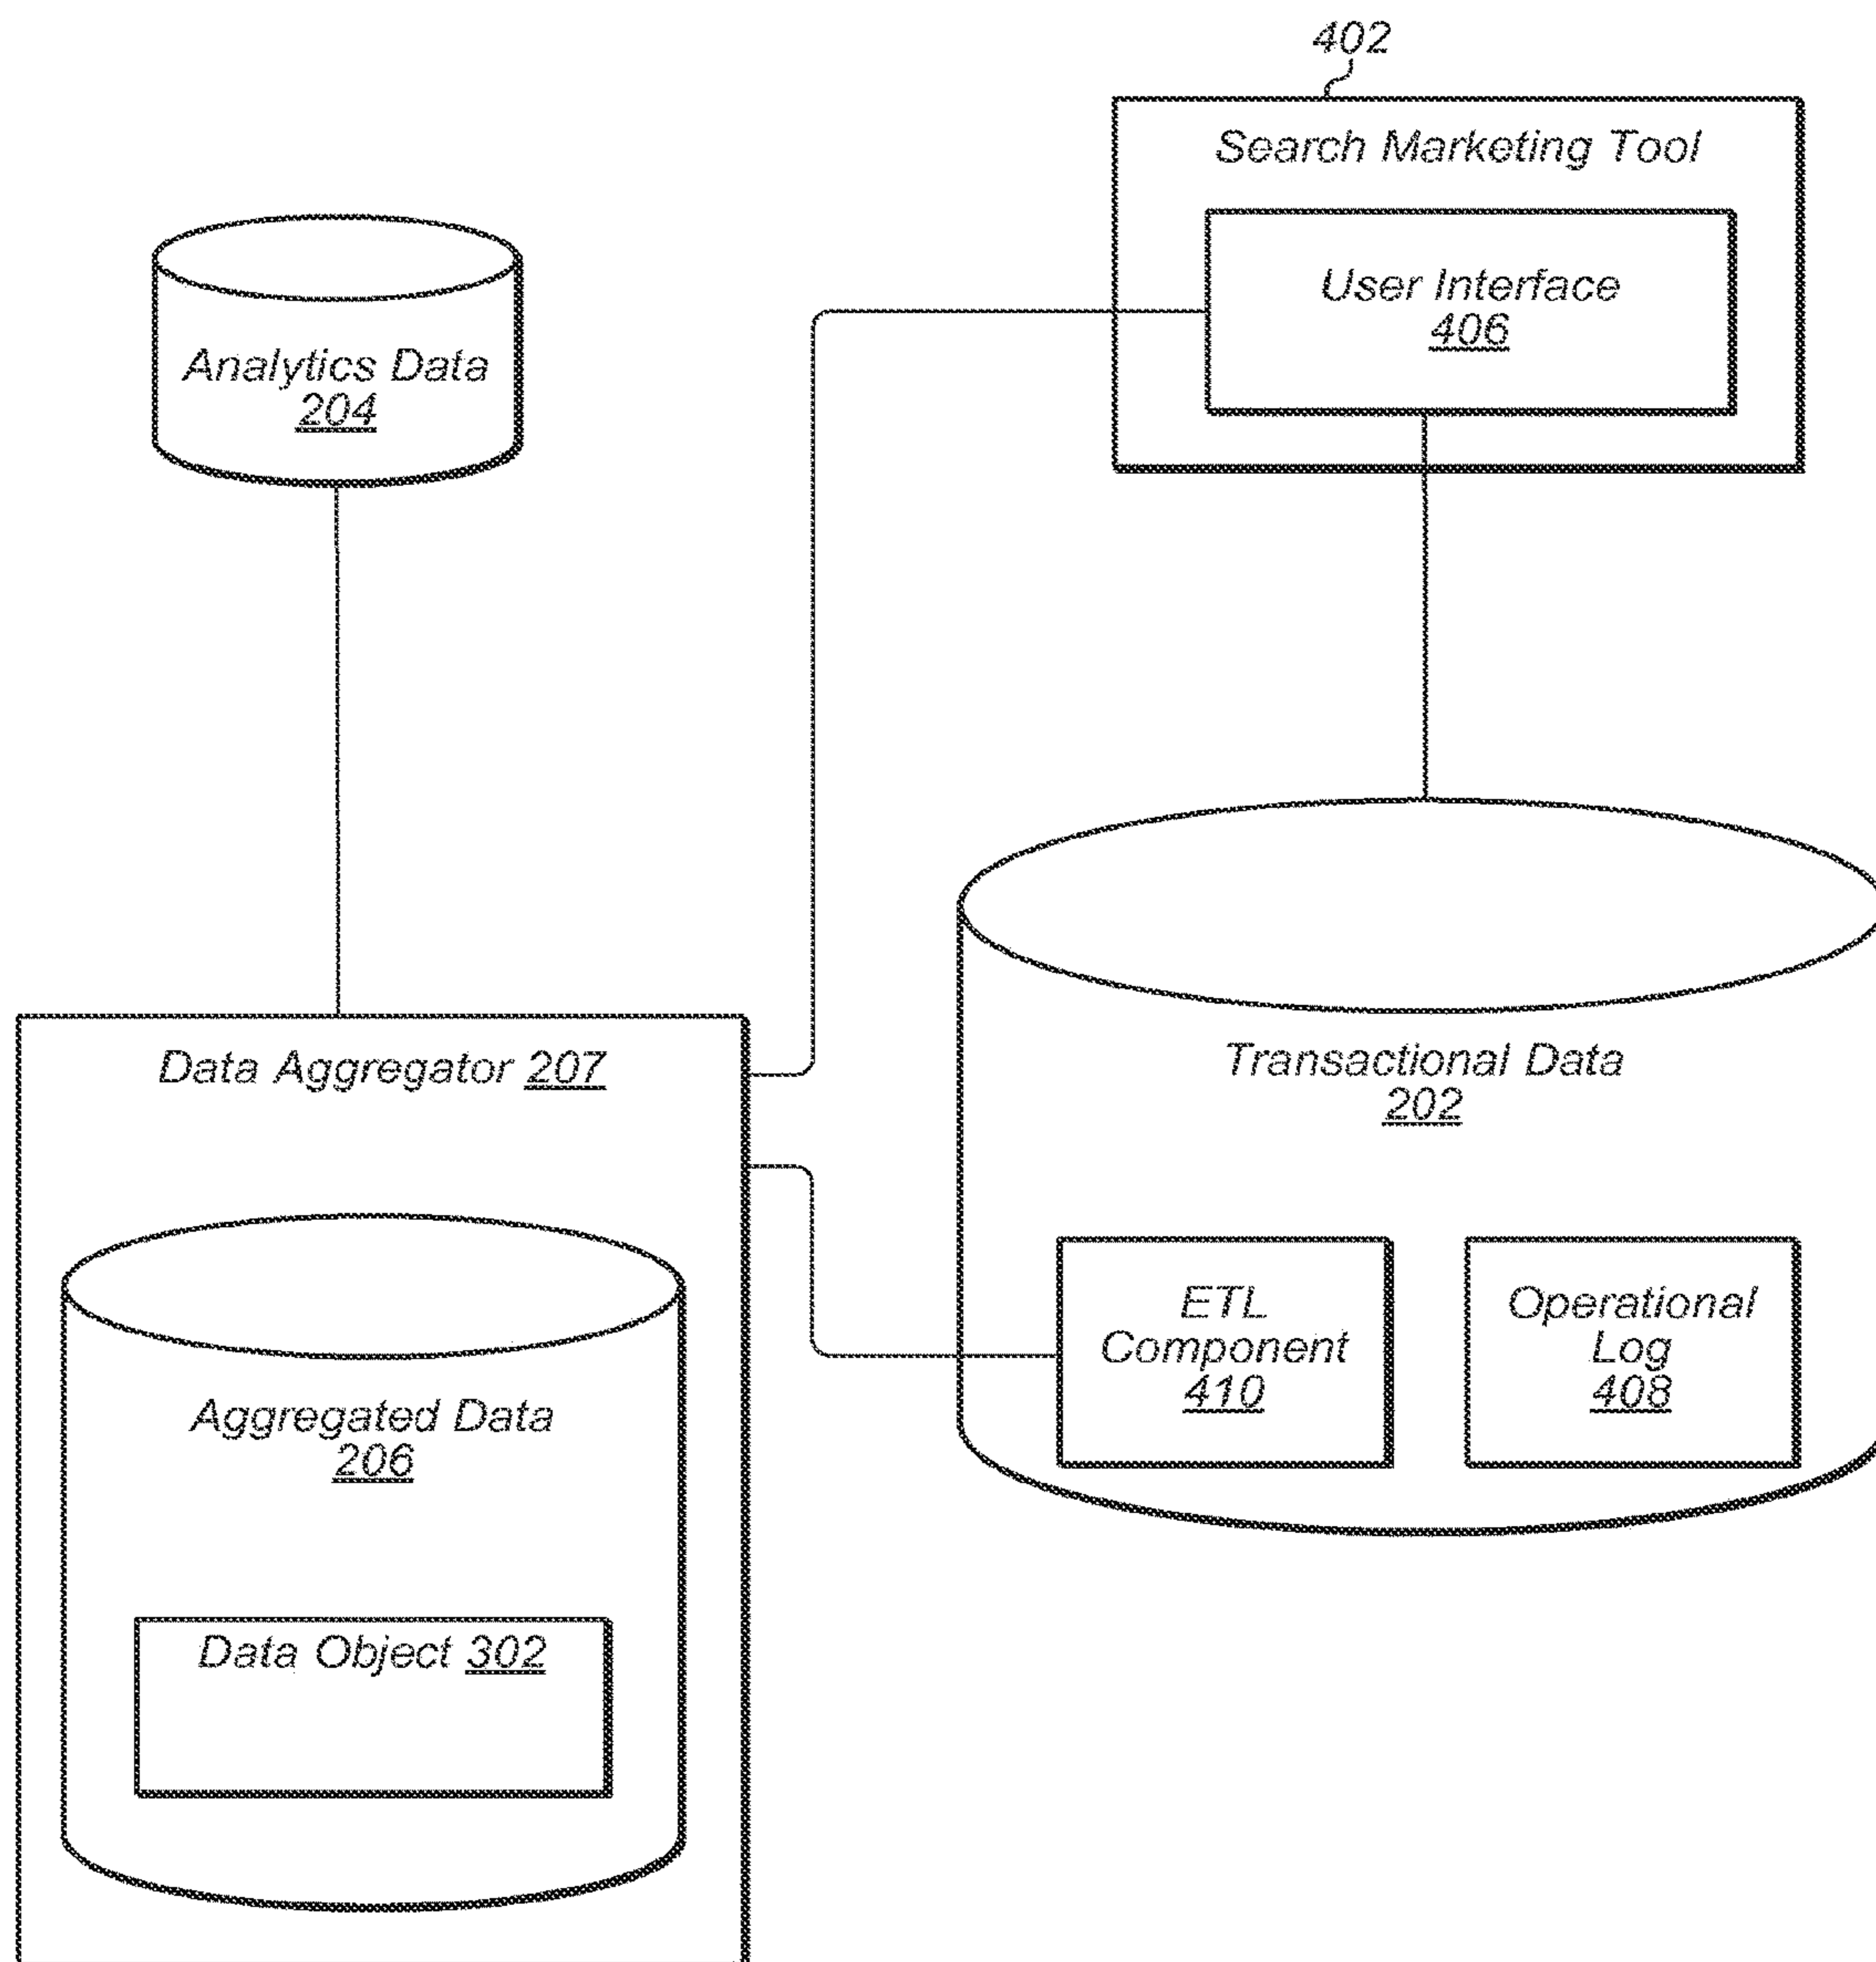 402
Search Marketing Tool
User Interface
406
Analytics Data
204
Data Aggregator 207
Transactional Data
202
ETL
Component
410
Operational
Log
408
Aggregated Data
206
Data Object 302